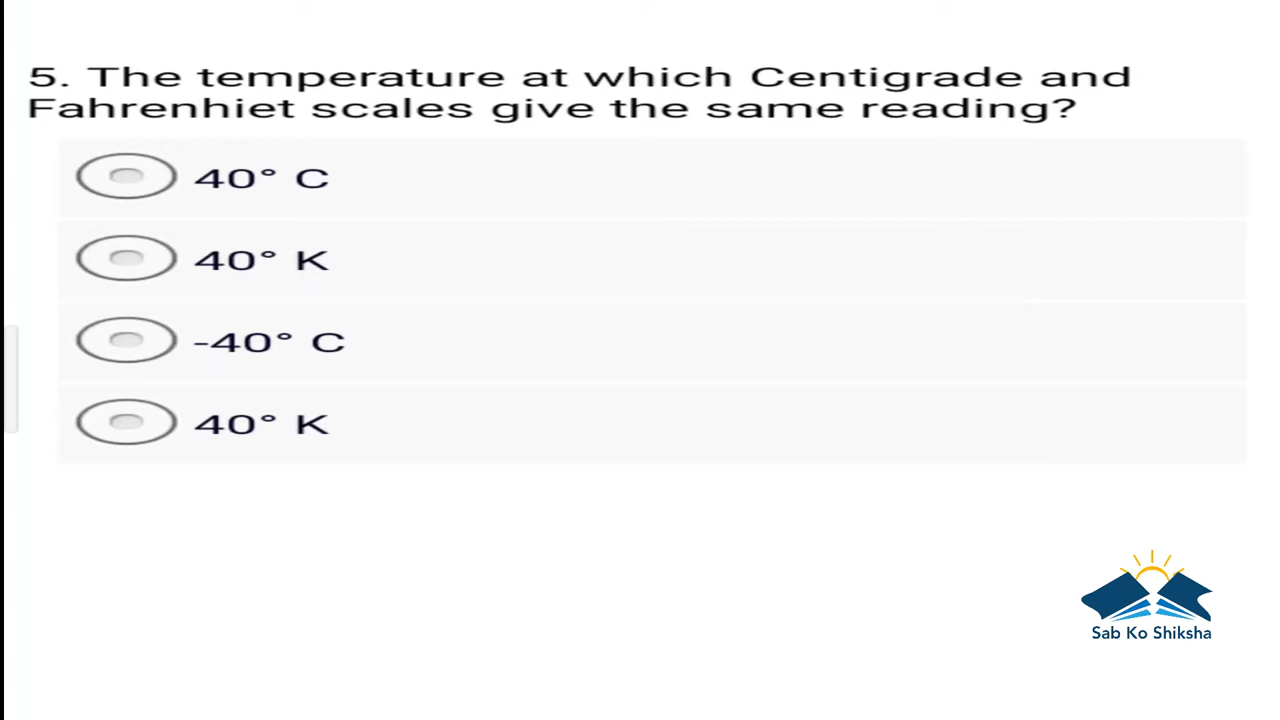 5. The temperature at which Centigrade and
Fahrenhiet scales give the same reading?
40° C
40° K
-40° C
40° K
Sab Ko Shiksha